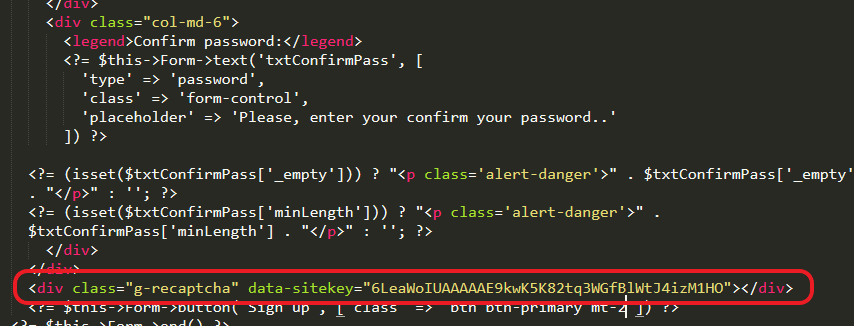 </div>
<div class="col-md-6">
<legend>Confirm password:</legend>
<?= $this->Form->text('txtConfirmPass', [
'type' => 'password',
'class' => 'form-control',
'placeholder' => 'Please, enter your confirm your password..'
]) ?>
<?= (isset($txtConfirmPass['_empty'])) ? "<p class='alert-danger'>" . $txtConfirmPass['_empty'
. "</p>" : ''; ?>
<?= (isset($txtConfirmPass['minLength'])) ? "<p class='alert-danger'>" .
$txtConfirmPass['minLength'] . "</p>" : ''; ?>
</div>
</div>
<div class="g-recaptcha" data-sitekey="6LeaWoIUAAAAAE9kwK5K82tq3WGfBlWtJ4izM1HO"></div>
<?= $this->Form->button('Sign up', [ class => btn btn-primary mt-2 ]) ?>
<?= $this->Form->end() ?>